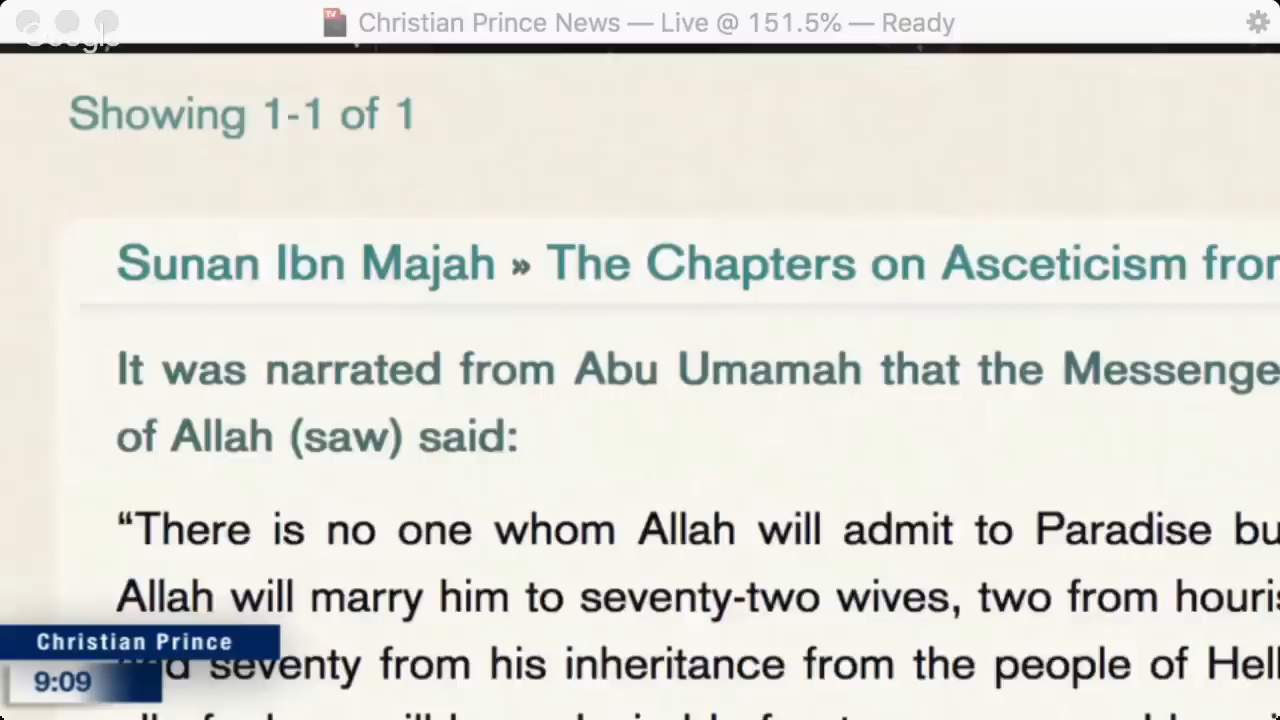 Christian Prince News — Live @ 151.5% — Ready
Google
Showing 1-1 of 1
Sunan Ibn Majah » The Chapters on Asceticism from
It was narrated from Abu Umamah that the Messenge
of Allah (saw) said:
“There is no one whom Allah will admit to Paradise bu
Allah will marry him to seventy-two wives, two from houris
and seventy from his inheritance from the people of Hell
Christian Prince
9:09